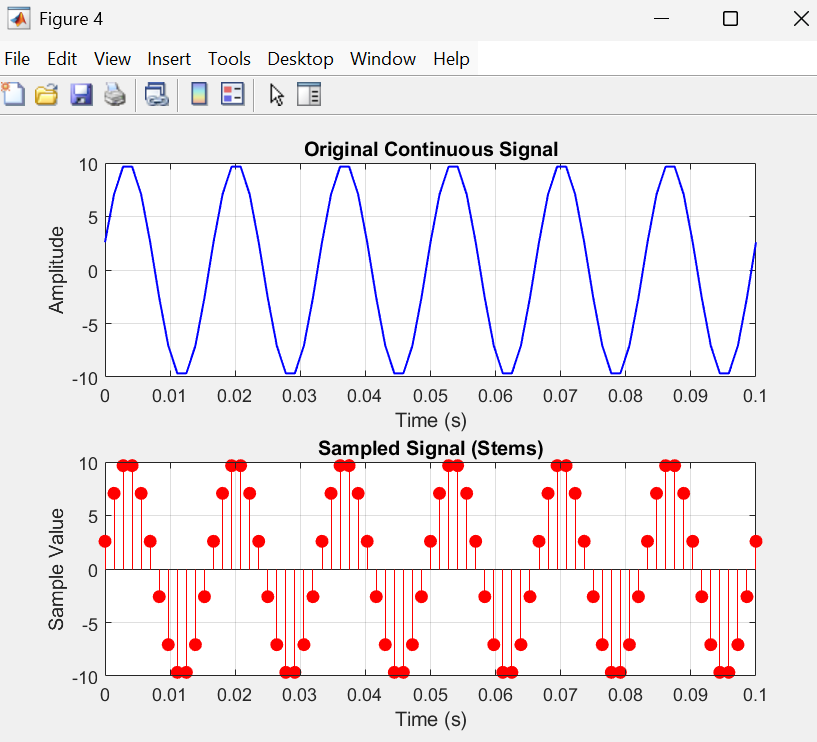 Figure 4
File Edit View Insert Tools Desktop Window Help
Original Continuous Signal
10
5
0
-5
-10
Amplitude
0 0.01 0.02 0.03 0.04 0.05 0.06 0.07 0.08 0.09 0.1
Time (s)
Sampled Signal (Stems)
10
5
0
-5
-10
Sample Value
0 0.01 0.02 0.03 0.04 0.05 0.06 0.07 0.08 0.09 0.1
Time (s)